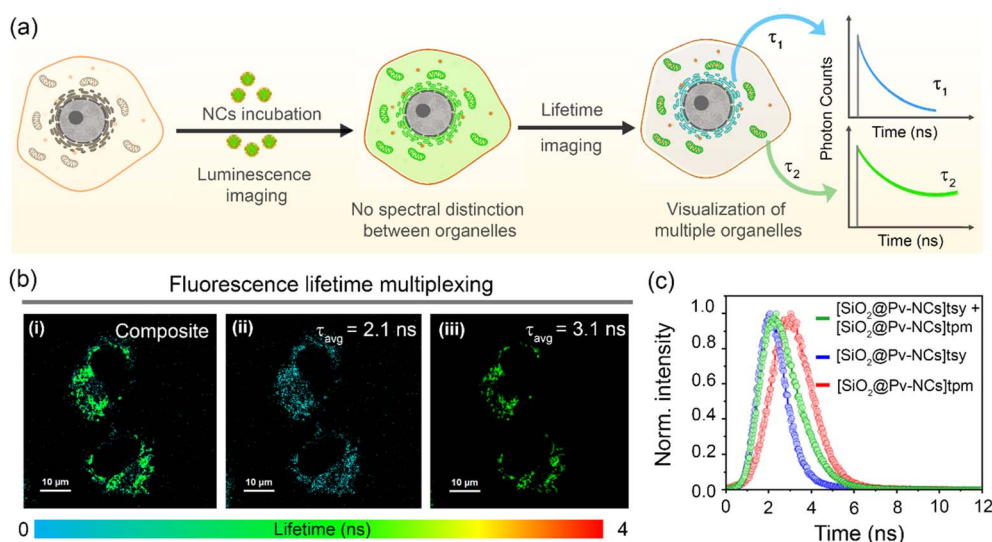 (a)
NCs incubation
Luminescence
imaging
No spectral distinction
between organelles
Lifetime
imaging
Visualization of
multiple organelles
τ1
τ2
Photon Counts
τ1
Time (ns)
τ2
Time (ns)
(b)
Fluorescence lifetime multiplexing
(i)
Composite
10 μm
(ii)
τavg = 2.1 ns
10 μm
(iii)
τavg = 3.1 ns
10 μm
0
Lifetime (ns)
4
(c)
Norm. intensity
1.0
0.8
0.6
0.4
0.2
0.0
0 2 4 6 8 10 12
Time (ns)
[SiO2@Pv-NCs]tsy +
[SiO2@Pv-NCs]tpm
[SiO2@Pv-NCs]tsy
[SiO2@Pv-NCs]tpm